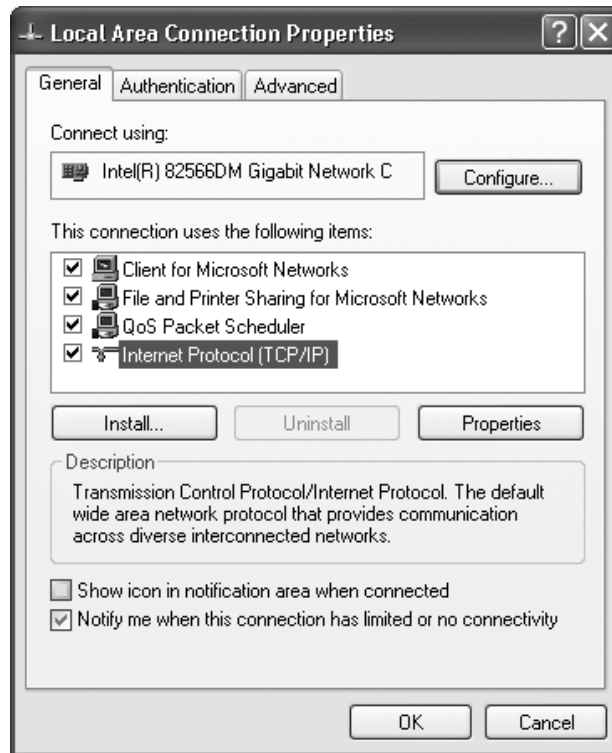 Local Area Connection Properties
General Authentication Advanced
Connect using:
Intel(R) 82566DM Gigabit Network C
Configure...
This connection uses the following items:
Client for Microsoft Networks
File and Printer Sharing for Microsoft Networks
QoS Packet Scheduler
Internet Protocol (TCP/IP)
Install... Uninstall Properties
Description
Transmission Control Protocol/Internet Protocol. The default
wide area network protocol that provides communication
across diverse interconnected networks.
Show icon in notification area when connected
Notify me when this connection has limited or no connectivity
OK Cancel